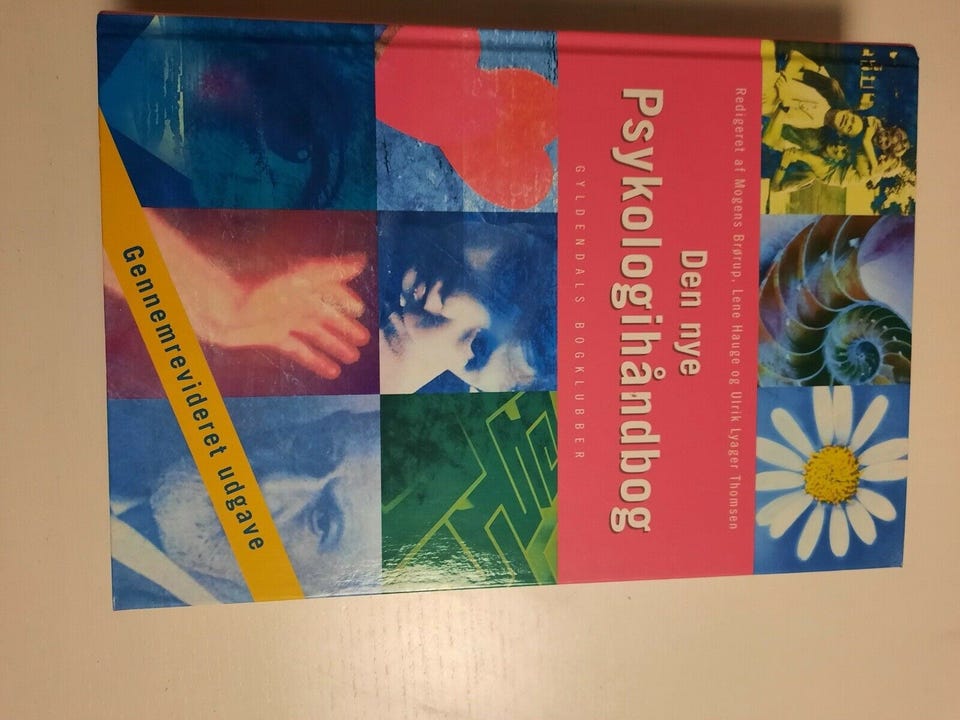 Redigeret af Mogens Brørup, Lene Hauge og Ulrik Lyager Thomsen
Den nye
Psykologihåndbog
GYLDENDALS BOGKLUBBER
Gennemrevideret udgave